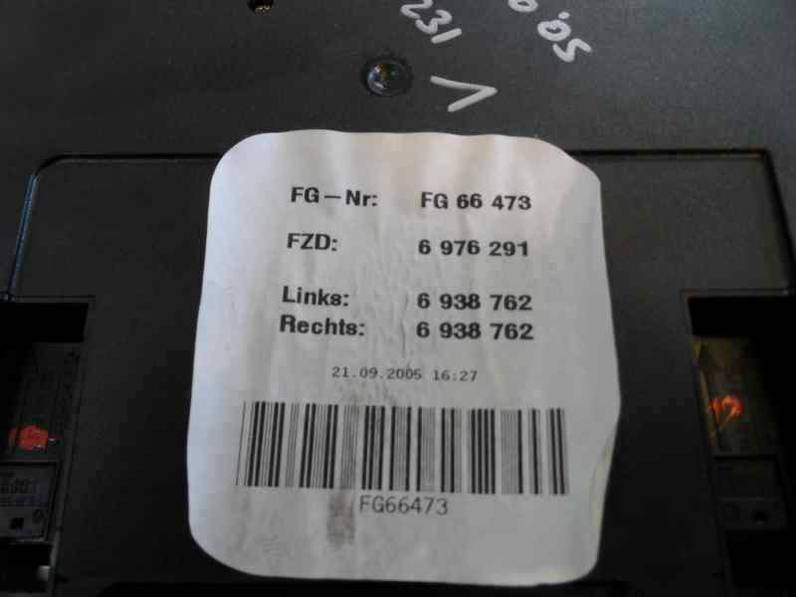 231
V
FG-Nr: FG 66 473
FZD: 6 976 291
Links: 6 938 762
Rechts: 6 938 762
21.09.2005 16:27
FG66473